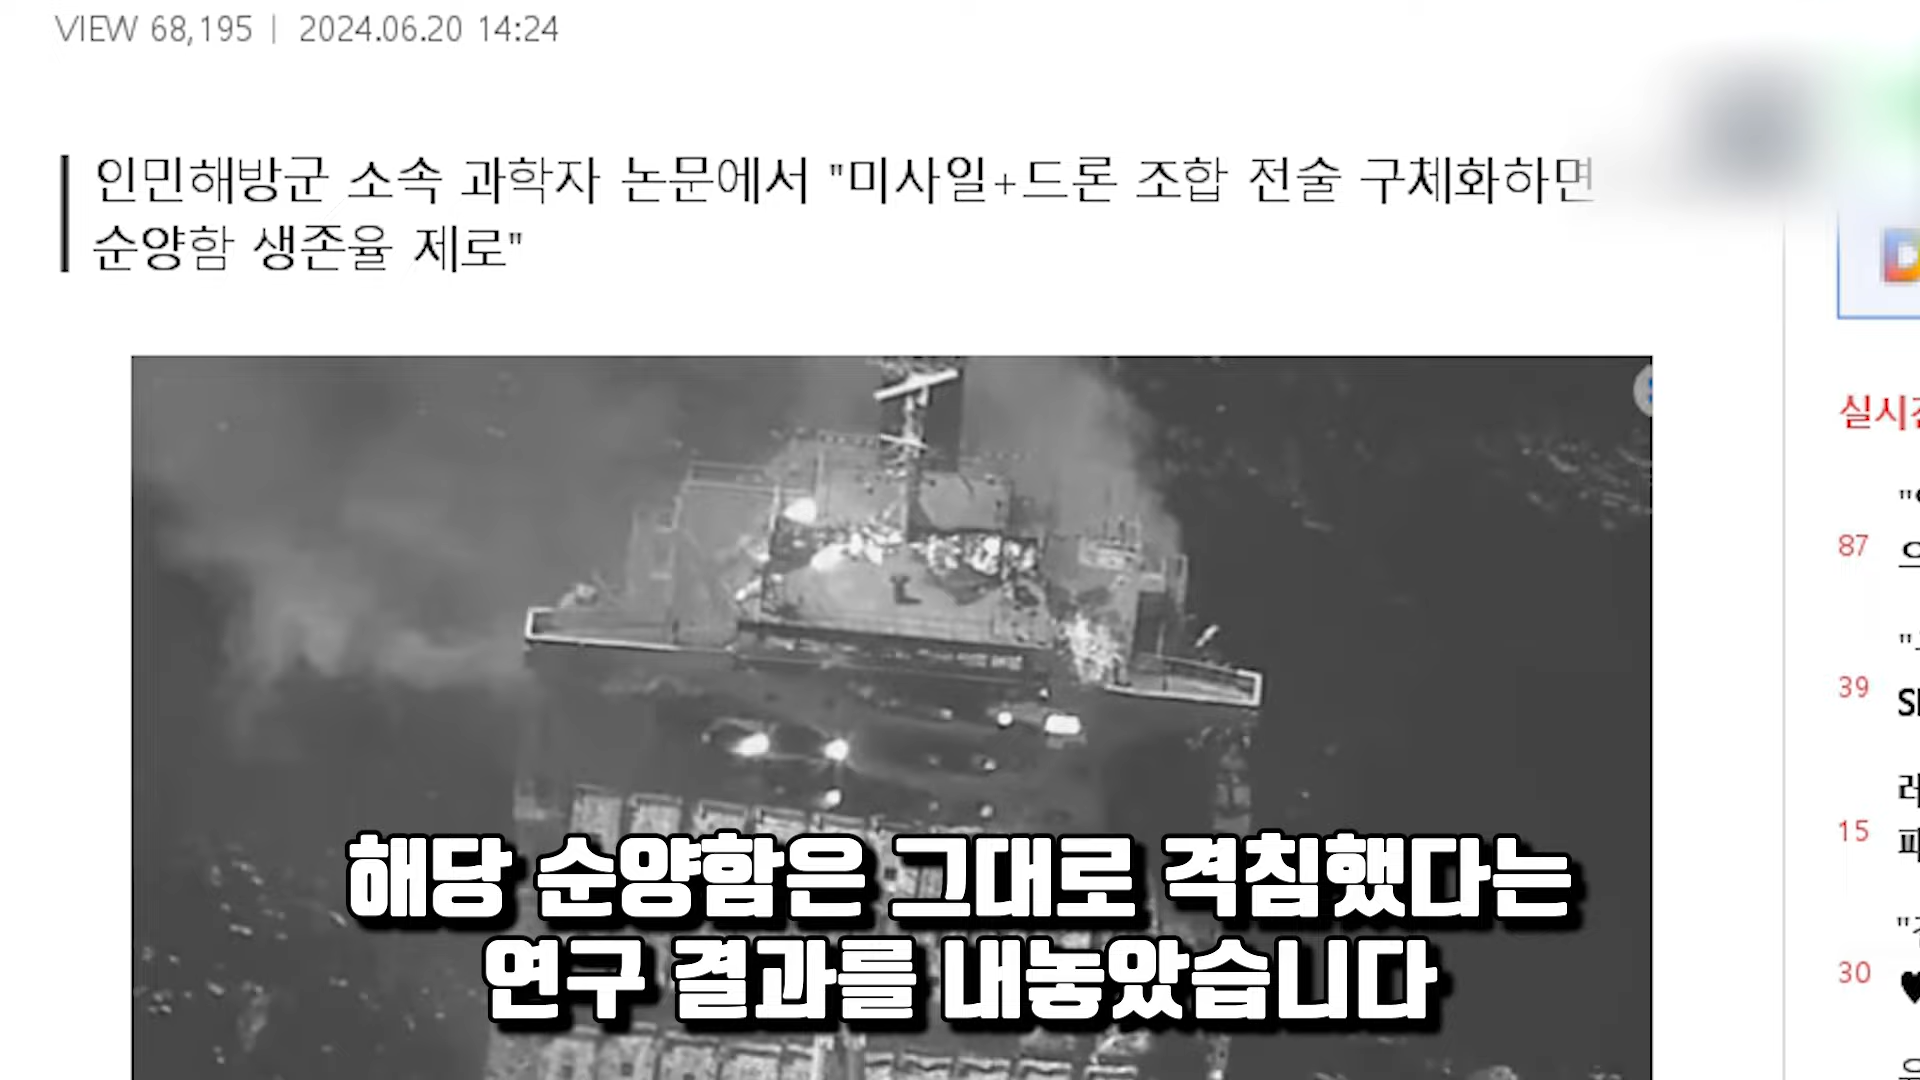 VIEW 68,195 | 2024.06.20 14:24
인민해방군 소속 과학자 논문에서 "미사일+드론 조합 전술 구체화하면
순양함 생존율 제로"
실시간
87
39
15
30
해당 순양함은 그대로 격침했다는
연구 결과를 내놓았습니다